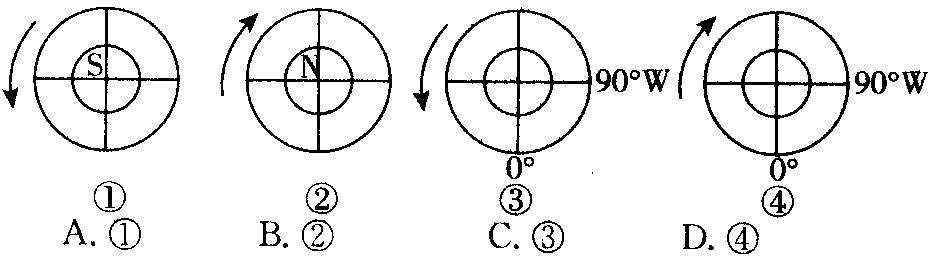 S N
90°W 90°W
0° 0°
① ② ③ ④
A. ① B. ② C. ③ D. ④